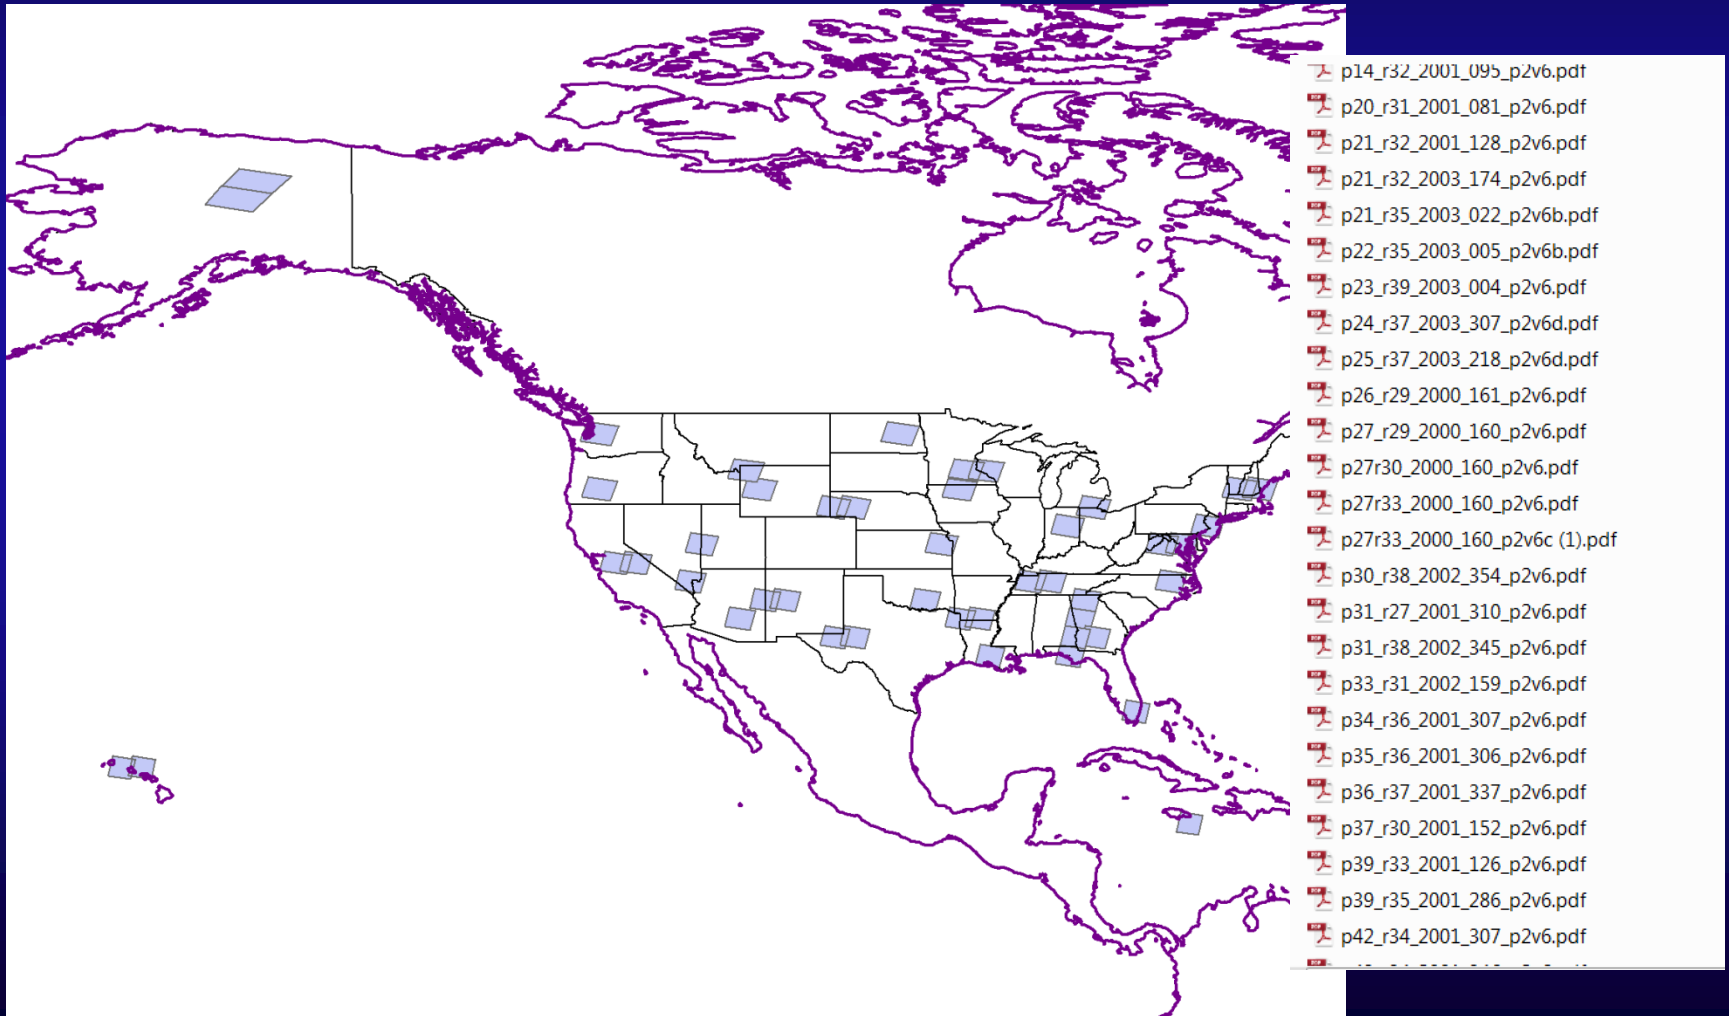 p14_r32_2001_095_p2v6.pdf
p20_r31_2001_081_p2v6.pdf
p21_r32_2001_128_p2v6.pdf
p21_r32_2003_174_p2v6.pdf
p21_r35_2003_022_p2v6b.pdf
p22_r35_2003_005_p2v6b.pdf
p23_r39_2003_004_p2v6.pdf
p24_r37_2003_307_p2v6d.pdf
p25_r37_2003_218_p2v6d.pdf
p26_r29_2000_161_p2v6.pdf
p27_r29_2000_160_p2v6.pdf
p27r30_2000_160_p2v6.pdf
p27r33_2000_160_p2v6.pdf
p27r33_2000_160_p2v6c (1).pdf
p30_r38_2002_354_p2v6.pdf
p31_r27_2001_310_p2v6.pdf
p31_r38_2002_345_p2v6.pdf
p33_r31_2002_159_p2v6.pdf
p34_r36_2001_307_p2v6.pdf
p35_r36_2001_306_p2v6.pdf
p36_r37_2001_337_p2v6.pdf
p37_r30_2001_152_p2v6.pdf
p39_r33_2001_126_p2v6.pdf
p39_r35_2001_286_p2v6.pdf
p42_r34_2001_307_p2v6.pdf